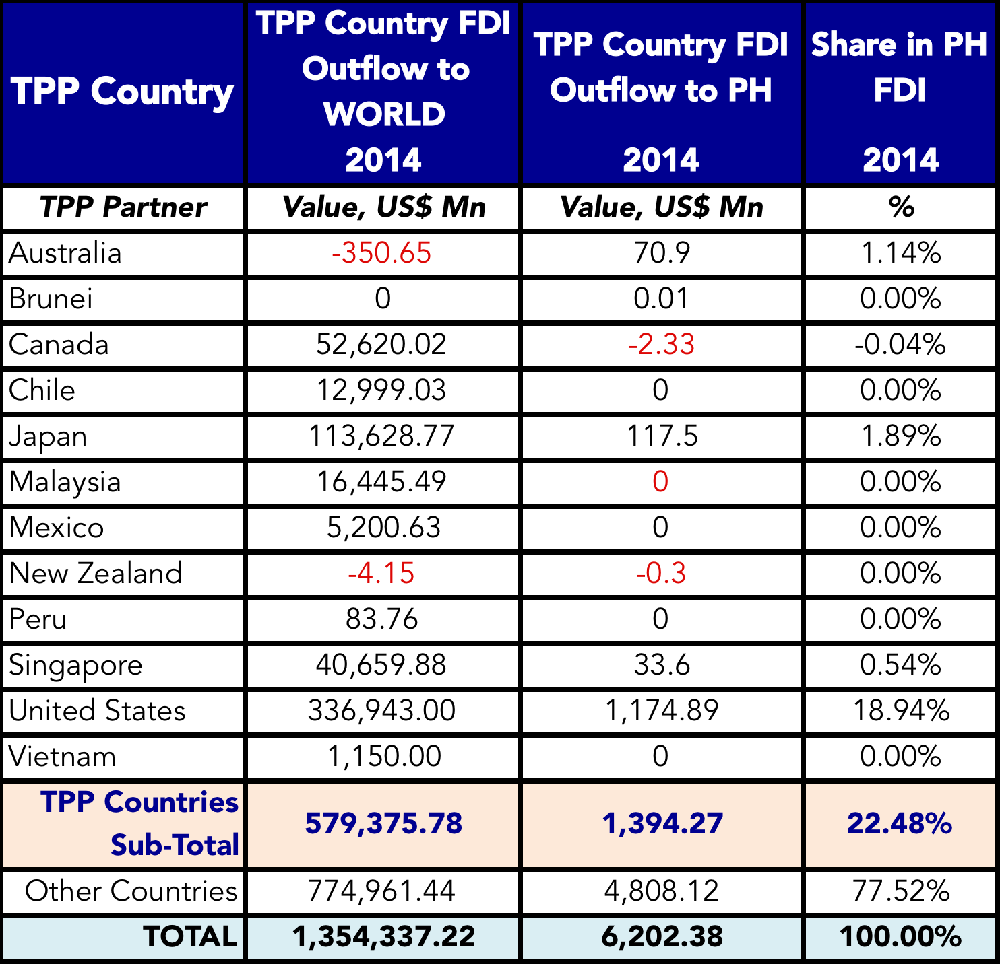 TPP Country
TPP Country FDI
Outflow to
WORLD
2014
TPP Country FDI
Outflow to PH
2014
Share in PH
FDI
2014
TPP Partner Value, US$ Mn Value, US$ Mn %
Australia -350.65 70.9 1.14%
Brunei 0 0.01 0.00%
Canada 52,620.02 -2.33 -0.04%
Chile 12,999.03 0 0.00%
Japan 113,628.77 117.5 1.89%
Malaysia 16,445.49 0 0.00%
Mexico 5,200.63 0 0.00%
New Zealand -4.15 -0.3 0.00%
Peru 83.76 0 0.00%
Singapore 40,659.88 33.6 0.54%
United States 336,943.00 1,174.89 18.94%
Vietnam 1,150.00 0 0.00%
TPP Countries
Sub-Total
579,375.78 1,394.27 22.48%
Other Countries 774,961.44 4,808.12 77.52%
TOTAL 1,354,337.22 6,202.38 100.00%